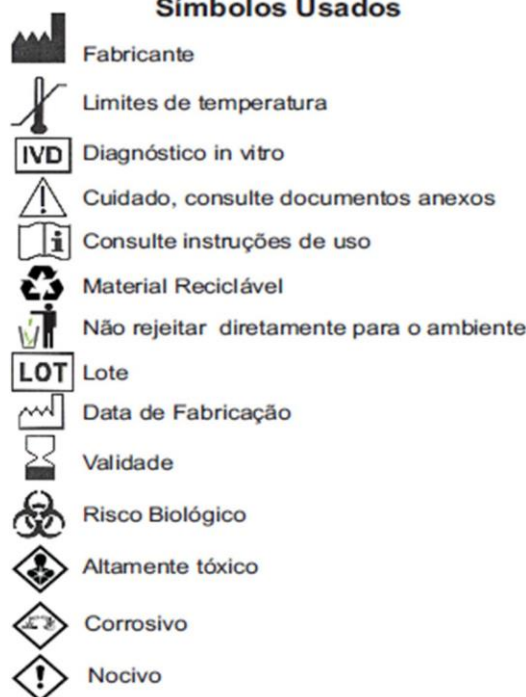 Símbolos Usados
Fabricante
Limites de temperatura
IVD Diagnóstico in vitro
Cuidado, consulte documentos anexos
Consulte instruções de uso
Material Reciclável
Não rejeitar diretamente para o ambiente
LOT Lote
Data de Fabricação
Validade
Risco Biológico
Altamente tóxico
Corrosivo
Nocivo